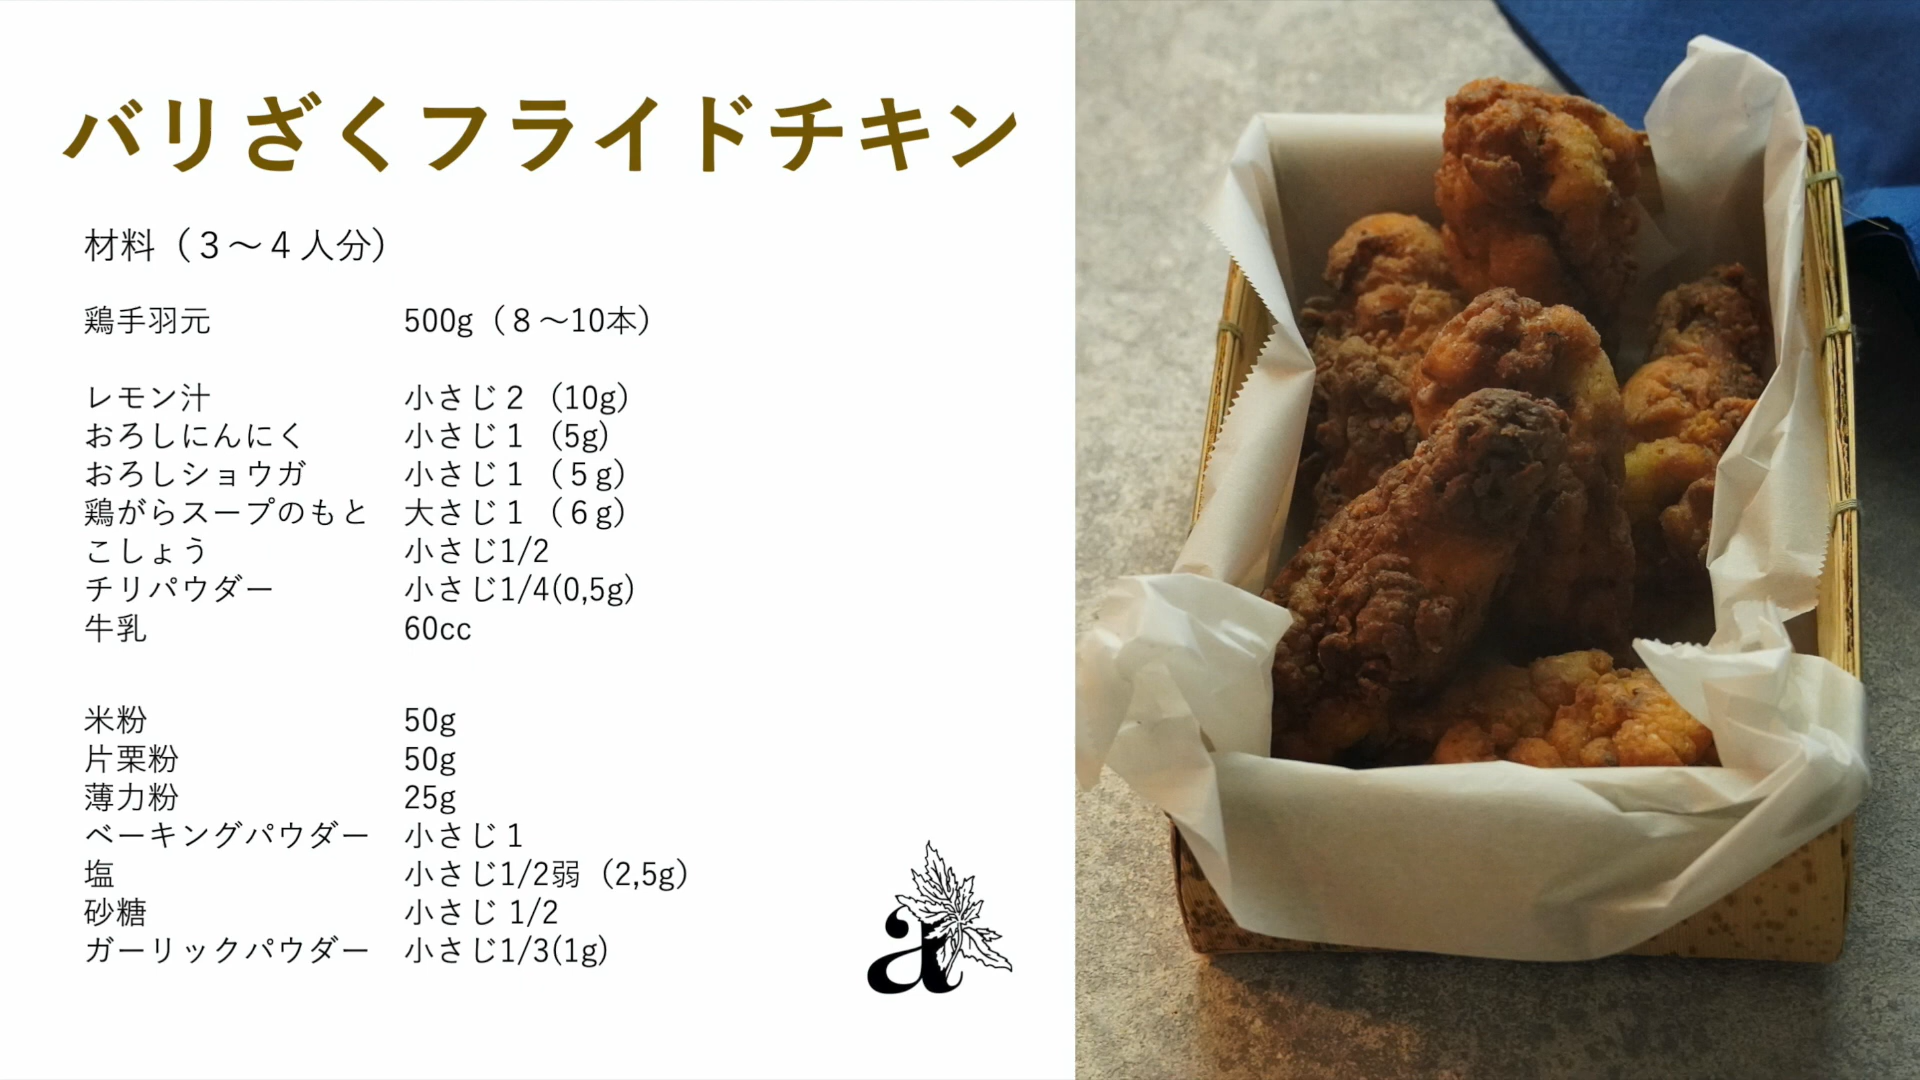 バリざくフライドチキン
材料（３〜４人分）
鶏手羽元 500g（８〜10本）
レモン汁 小さじ２（10g）
おろしにんにく 小さじ１（5g)
おろしショウガ 小さじ１（５g）
鶏がらスープのもと 大さじ１（６g）
こしょう 小さじ1/2
チリパウダー 小さじ1/4(0,5g)
牛乳 60cc
米粉 50g
片栗粉 50g
薄力粉 25g
ベーキングパウダー 小さじ１
塩 小さじ1/2弱（2,5g）
砂糖 小さじ 1/2
ガーリックパウダー 小さじ1/3(1g)
a